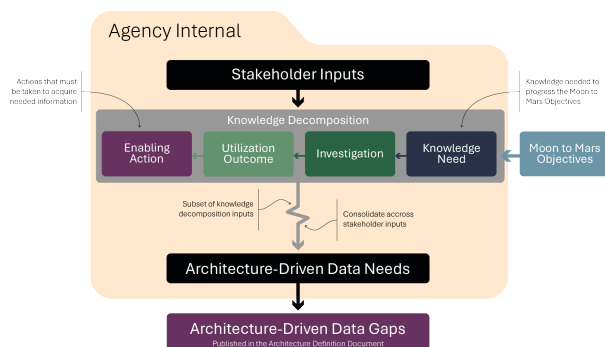 Agency Internal
Stakeholder Inputs
Actions that must
be taken to acquire
needed information
Knowledge needed to
progress the Moon to
Mars Objectives
Knowledge Decomposition
Enabling
Action
Utilization
Outcome
Investigation
Knowledge
Need
Moon to Mars
Objectives
Subset of knowledge
decomposition inputs
Consolidate accross
stakeholder inputs
Architecture-Driven Data Needs
Architecture-Driven Data Gaps
Published in the Architecture Definition Document